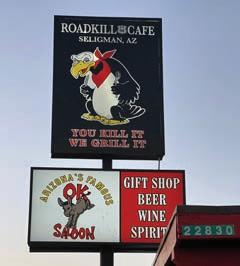 ROADKILL CAFE
SELIGMAN, AZ
YOU KILL IT
WE GRILL IT
ARIZONA'S FAMOUS
OK
SALOON
GIFT SHOP
BEER
WINE
SPIRITS
22830